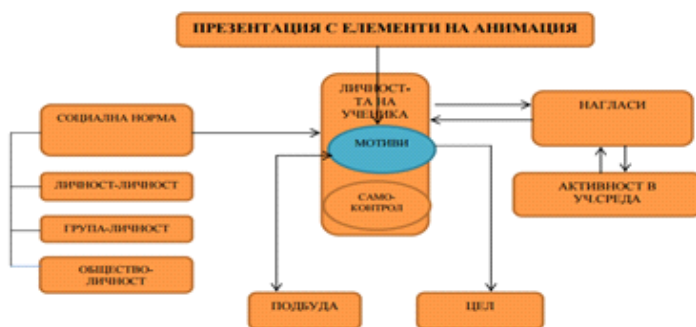 ПРЕЗЕНТАЦИЯ С ЕЛЕМЕНТИ НА АНИМАЦИЯ
ЛИЧНОСТ-
ТА НА
УЧЕНИКА
МОТИВИ
САМО-
КОНТРОЛ
СОЦИАЛНА НОРМА
ЛИЧНОСТ-ЛИЧНОСТ
ГРУПА-ЛИЧНОСТ
ОБЩЕСТВО-
ЛИЧНОСТ
НАГЛАСИ
АКТИВНОСТ В
УЧ.СРЕДА
ПОДБУДА
ЦЕЛ